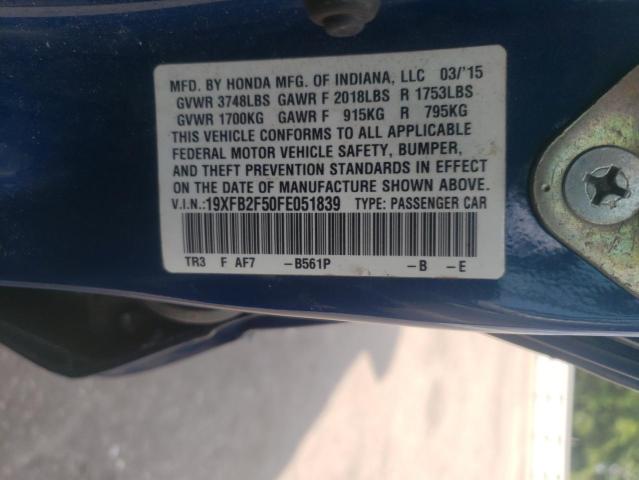 MFD. BY HONDA MFG. OF INDIANA, LLC 03/'15
GVWR 3748LBS GAWR F 2018LBS R 1753LBS
GVWR 1700KG GAWR F 915KG R 795KG
THIS VEHICLE CONFORMS TO ALL APPLICABLE
FEDERAL MOTOR VEHICLE SAFETY, BUMPER,
AND THEFT PREVENTION STANDARDS IN EFFECT
ON THE DATE OF MANUFACTURE SHOWN ABOVE.
V.I.N.:19XFB2F50FE051839 TYPE: PASSENGER CAR
TR3 F AF7 -B561P -B -E